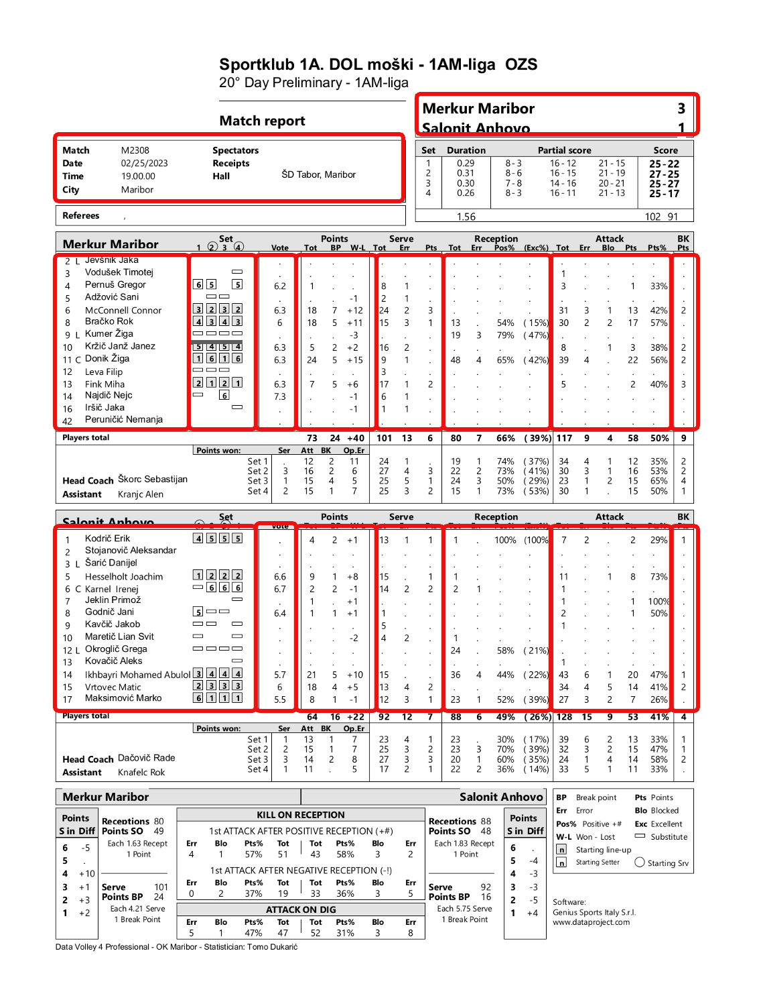 Sportklub 1A. DOL moški - 1AM-liga OZS
20° Day Preliminary - 1AM-liga
Match report
Merkur Maribor 3
Salonit Anhovo 1
Match M2308 Spectators
Date 02/25/2023 Receipts
Time 19.00.00 Hall ŠD Tabor, Maribor
City Maribor
Referees ,
Set Duration Partial score Score
1 0.29 8 - 3 16 - 12 21 - 15 25 - 22
2 0.31 8 - 6 16 - 15 21 - 19 27 - 25
3 0.30 7 - 8 14 - 16 20 - 21 25 - 27
4 0.26 8 - 3 16 - 11 21 - 13 25 - 17
1.56 102 91
Merkur Maribor Set Points Serve Reception Attack BK
1 2 3 4 Vote Tot BP W-L Tot Err Pts Tot Err Pos% (Exc%) Tot Err Blo Pts Pts% Pts
2 L Jevšnik Jaka . . . . . . . . . . . . . . . . .
3 Vodušek Timotej . . . . . . . . . . . 1 . . . . .
4 Pernuš Gregor 6 5 5 6.2 1 . . 8 1 . . . . . 3 . . 1 33% .
5 Adžović Sani . . . -1 2 1 . . . . . . . . . . .
6 McConnell Connor 3 2 3 2 6.3 18 7 +12 24 2 3 . . . . 31 3 1 13 42% 2
8 Bračko Rok 4 3 4 3 6 18 5 +11 15 3 1 13 . 54% ( 15%) 30 2 2 17 57% .
9 L Kumer Žiga . . . -3 . . . 19 3 79% ( 47%) . . . . . .
10 Kržič Janž Janez 5 4 5 4 6.3 5 2 +2 16 2 . . . . . 8 . 1 3 38% 2
11 C Donik Žiga 1 6 1 6 6.3 24 5 +15 9 1 . 48 4 65% ( 42%) 39 4 . 22 56% 2
12 Leva Filip . . . . 3 . . . . . . . . . . . .
13 Fink Miha 2 1 2 1 6.3 7 5 +6 17 1 2 . . . . 5 . . 2 40% 3
14 Najdič Nejc 6 7.3 . . -1 6 1 . . . . . . . . . . .
16 Iršič Jaka . . . -1 1 1 . . . . . . . . . . .
42 Peruničić Nemanja . . . . . . . . . . . . . . . . .
Players total 73 24 +40 101 13 6 80 7 66% ( 39%) 117 9 4 58 50% 9
Points won: Ser Att BK Op.Er
Set 1 . 12 2 11 24 1 . 19 1 74% ( 37%) 34 4 1 12 35% 2
Set 2 3 16 2 6 27 4 3 22 2 73% ( 41%) 30 3 1 16 53% 2
Head Coach Škorc Sebastijan Set 3 1 15 4 5 25 5 1 24 3 50% ( 29%) 23 1 2 15 65% 4
Assistant Kranjc Alen Set 4 2 15 1 7 25 3 2 15 1 73% ( 53%) 30 1 . 15 50% 1
Salonit Anhovo Set Points Serve Reception Attack BK
Vote
1 Kodrič Erik 4 5 5 5 . 4 2 +1 13 1 1 1 . 100% (100% 7 2 . 2 29% 1
2 Stojanovič Aleksandar . . . . . . . . . . . . . . . . .
3 L Šarić Danijel . . . . . . . . . . . . . . . . .
5 Hesselholt Joachim 1 2 2 2 6.6 9 1 +8 15 . 1 1 . . . 11 . 1 8 73% .
6 C Karnel Irenej 6 6 6 6.7 2 2 -1 14 2 2 2 1 . . 1 . . . . .
7 Jeklin Primož . 1 . +1 . . . . . . . 1 . . 1 100% .
8 Godnič Jani 5 6.4 1 1 +1 1 . . . . . . 2 . . 1 50% .
9 Kavčič Jakob . . . . 5 . . . . . . 1 . . . . .
10 Maretič Lian Svit . . . -2 4 2 . 1 . . . . . . . . .
12 L Okroglič Grega . . . . . . . 24 . 58% ( 21%) . . . . . .
13 Kovačič Aleks . . . . . . . . . . . 1 . . . . .
14 Ikhbayri Mohamed Abulol 3 4 4 4 5.7 21 5 +10 15 . . 36 4 44% ( 22%) 43 6 1 20 47% 1
15 Vrtovec Matic 2 3 3 3 6 18 4 +5 13 4 2 . . . . 34 4 5 14 41% 2
17 Maksimović Marko 6 1 1 1 5.5 8 1 -1 12 3 1 23 1 52% ( 39%) 27 3 2 7 26% .
Players total 64 16 +22 92 12 7 88 6 49% ( 26%) 128 15 9 53 41% 4
Points won: Ser Att BK Op.Er
Set 1 1 13 1 7 23 4 1 23 . 30% ( 17%) 39 6 2 13 33% 1
Set 2 2 15 1 7 25 3 2 23 3 70% ( 39%) 32 3 2 15 47% 1
Head Coach Dačovič Rade Set 3 3 14 2 8 27 3 3 20 1 60% ( 35%) 24 1 4 14 58% 2
Assistant Knafelc Rok Set 4 1 11 . 5 17 2 1 22 2 36% ( 14%) 33 5 1 11 33% .
Merkur Maribor Salonit Anhovo
Points
S in Diff
6 -5
5 .
4 +10
3 +1
2 +3
1 +2
Receptions 80
Points SO 49
Each 1.63 Recept
1 Point
Serve 101
Points BP 24
Each 4.21 Serve
1 Break Point
KILL ON RECEPTION
1st ATTACK AFTER POSITIVE RECEPTION (+#)
Err Blo Pts% Tot Tot Pts% Blo Err
4 1 57% 51 43 58% 3 2
1st ATTACK AFTER NEGATIVE RECEPTION (-!)
Err Blo Pts% Tot Tot Pts% Blo Err
0 2 37% 19 33 36% 3 5
ATTACK ON DIG
Err Blo Pts% Tot Tot Pts% Blo Err
5 1 47% 47 52 31% 3 8
Receptions 88
Points SO 48
Each 1.83 Recept
1 Point
Serve 92
Points BP 16
Each 5.75 Serve
1 Break Point
Points
S in Diff
6 .
5 -4
4 -3
3 -3
2 -5
1 +4
BP Break point Pts Points
Err Error Blo Blocked
Pos% Positive +# Exc Excellent
W-L Won - Lost Substitute
n Starting line-up
n Starting Setter Starting Srv
Software:
Genius Sports Italy S.r.l.
www.dataproject.com
Data Volley 4 Professional - OK Maribor - Statistician: Tomo Dukarić